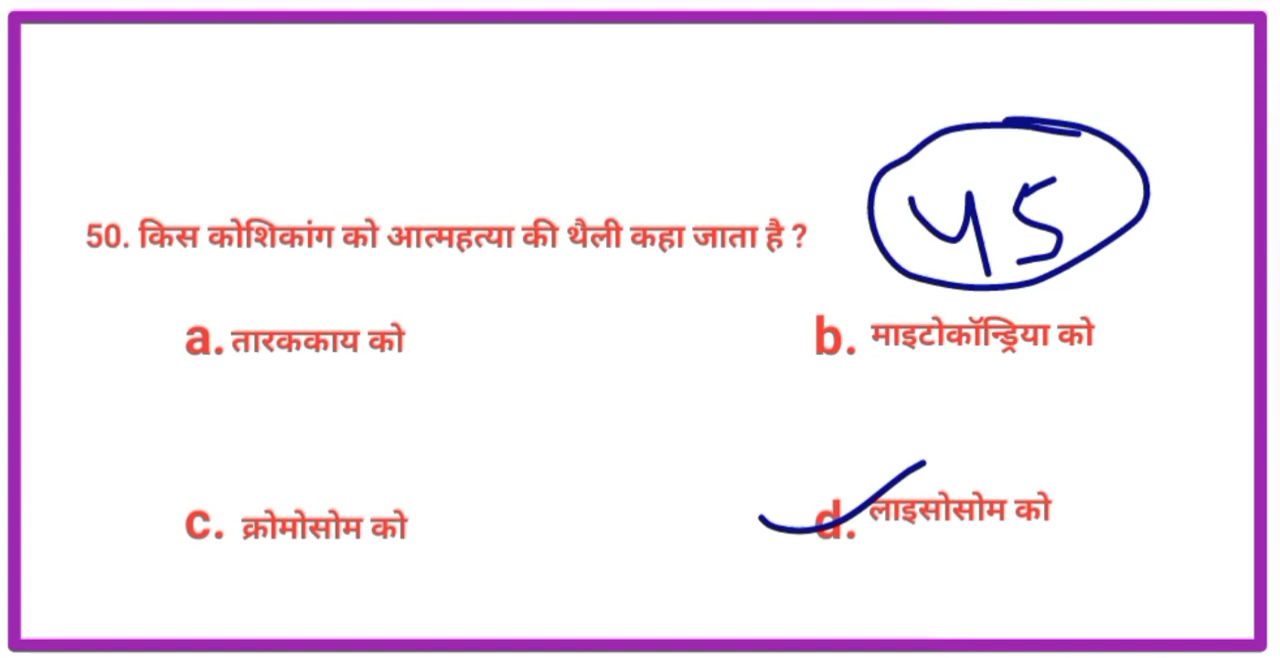 50. किस कोशिकांग को आत्महत्या की थैली कहा जाता है ?
45
a. तारककाय को
b. माइटोकॉन्ड्रिया को
c. क्रोमोसोम को
d. लाइसोसोम को